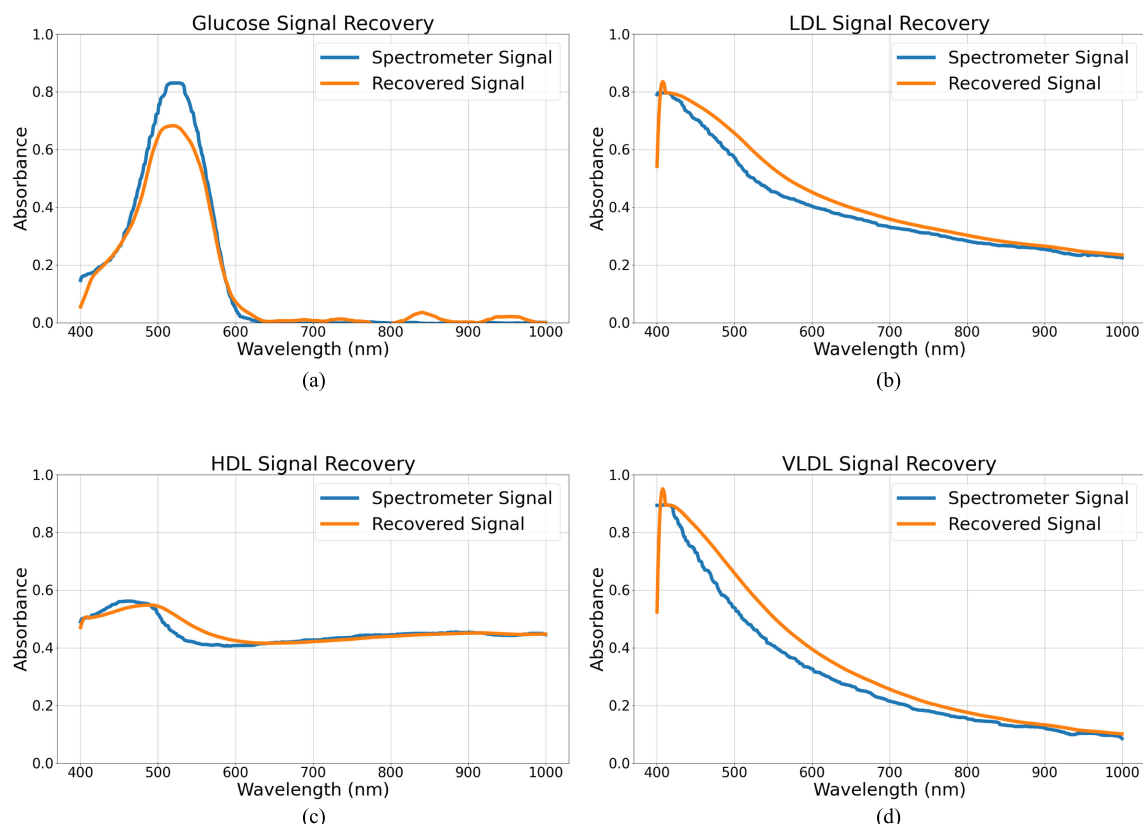 Glucose Signal Recovery
1.0
0.8
0.6
0.4
0.2
0.0
Absorbance
Spectrometer Signal
Recovered Signal
400 500 600 700 800 900 1000
Wavelength (nm)
(a)
LDL Signal Recovery
1.0
0.8
0.6
0.4
0.2
0.0
Absorbance
Spectrometer Signal
Recovered Signal
400 500 600 700 800 900 1000
Wavelength (nm)
(b)
HDL Signal Recovery
1.0
0.8
0.6
0.4
0.2
0.0
Absorbance
Spectrometer Signal
Recovered Signal
400 500 600 700 800 900 1000
Wavelength (nm)
(c)
VLDL Signal Recovery
1.0
0.8
0.6
0.4
0.2
0.0
Absorbance
Spectrometer Signal
Recovered Signal
400 500 600 700 800 900 1000
Wavelength (nm)
(d)